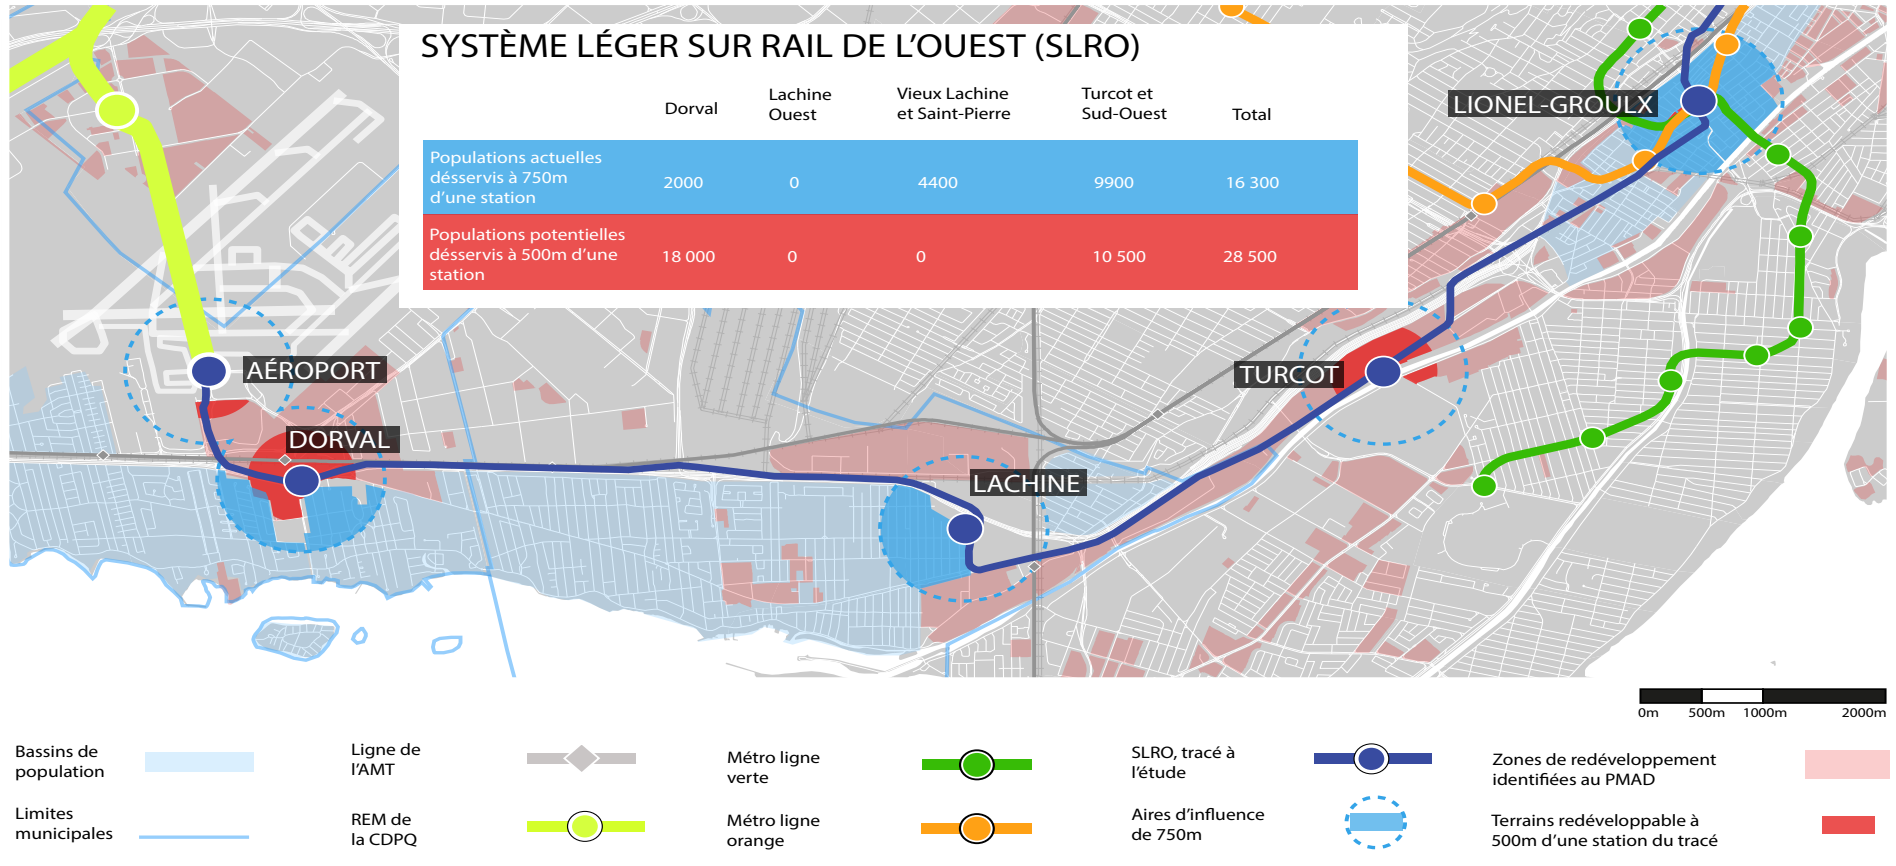 SYSTÈME LÉGER SUR RAIL DE L'OUEST (SLRO)
Dorval
Lachine
Ouest
Vieux Lachine
et Saint-Pierre
Turcot et
Sud-Ouest
Total
Populations actuelles
désservis à 750m
d'une station
2000
0
4400
9900
16 300
Populations potentielles
désservis à 500m d'une
station
18 000
0
0
10 500
28 500
LIONEL-GROULX
AÉROPORT
DORVAL
LACHINE
TURCOT
0m
500m
1000m
2000m
Bassins de
population
Limites
municipales
Ligne de
l'AMT
REM de
la CDPQ
Métro ligne
verte
Métro ligne
orange
SLRO, tracé à
l'étude
Aires d'influence
de 750m
Zones de redéveloppement
identifiées au PMAD
Terrains redéveloppable à
500m d'une station du tracé